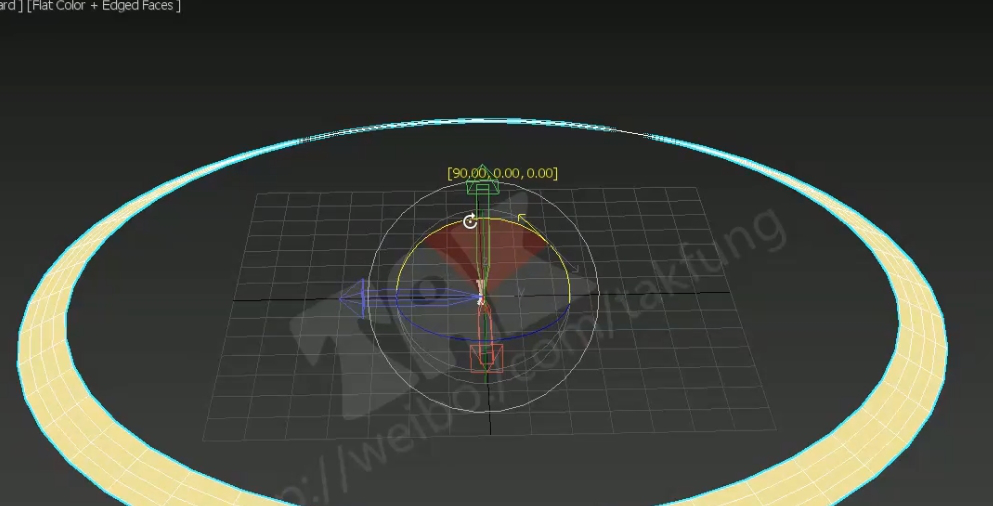 ard ] [Flat Color + Edged Faces ]
[90.00, 0.00, 0.00]
p://weibo.com/takfung